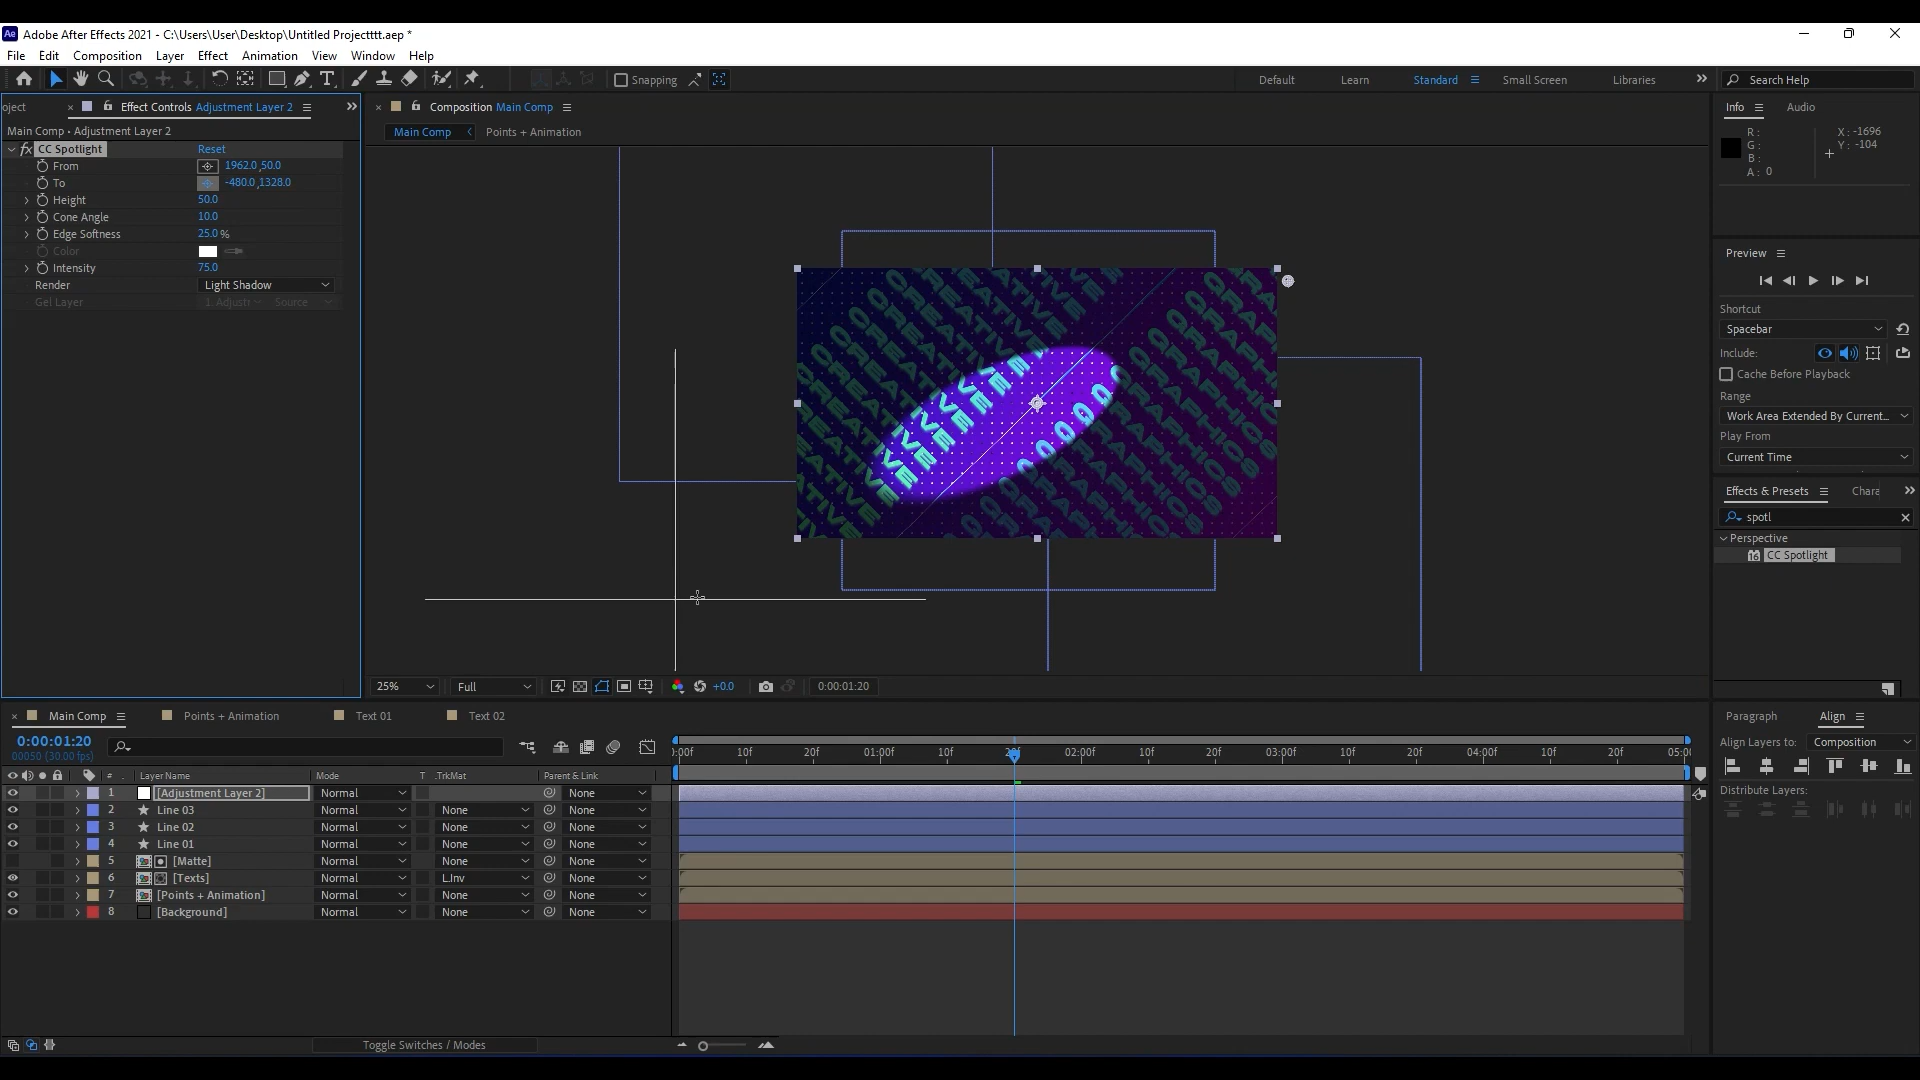 Adobe After Effects 2021 - C:\Users\User\Desktop\Untitled Projectttt.aep *
File Edit Composition Layer Effect Animation View Window Help
Snapping
Default Learn Standard Small Screen Libraries
Search Help
oject Effect Controls Adjustment Layer 2
Main Comp • Adjustment Layer 2
fx CC Spotlight Reset
From 1962.0,50.0
To -480.0,1328.0
Height 50.0
Cone Angle 10.0
Edge Softness 25.0 %
Color
Intensity 75.0
Render Light Shadow
Gel Layer 1. Adjustr Source
Composition Main Comp
Main Comp Points + Animation
CREATIVE
GRAPHICS
25% Full +0.0 0:00:01:20
Info Audio
R: X: -1696
G: Y: -104
B:
A: 0
Preview
Shortcut
Spacebar
Include:
Cache Before Playback
Range
Work Area Extended By Current...
Play From
Current Time
Effects & Presets Chara
spotl
Perspective
CC Spotlight
Paragraph Align
Align Layers to: Composition
Distribute Layers:
Main Comp Points + Animation Text 01 Text 02
0:00:01:20
00050 (30.00 fps)
:00f 10f 20f 01:00f 10f 20f 02:00f 10f 20f 03:00f 10f 20f 04:00f 10f 20f 05:00
# Layer Name Mode T .TrkMat Parent & Link
1 [Adjustment Layer 2] Normal None
2 Line 03 Normal None None
3 Line 02 Normal None None
4 Line 01 Normal None None
5 [Matte] Normal None None
6 [Texts] Normal L.Inv None
7 [Points + Animation] Normal None None
8 [Background] Normal None None
Toggle Switches / Modes